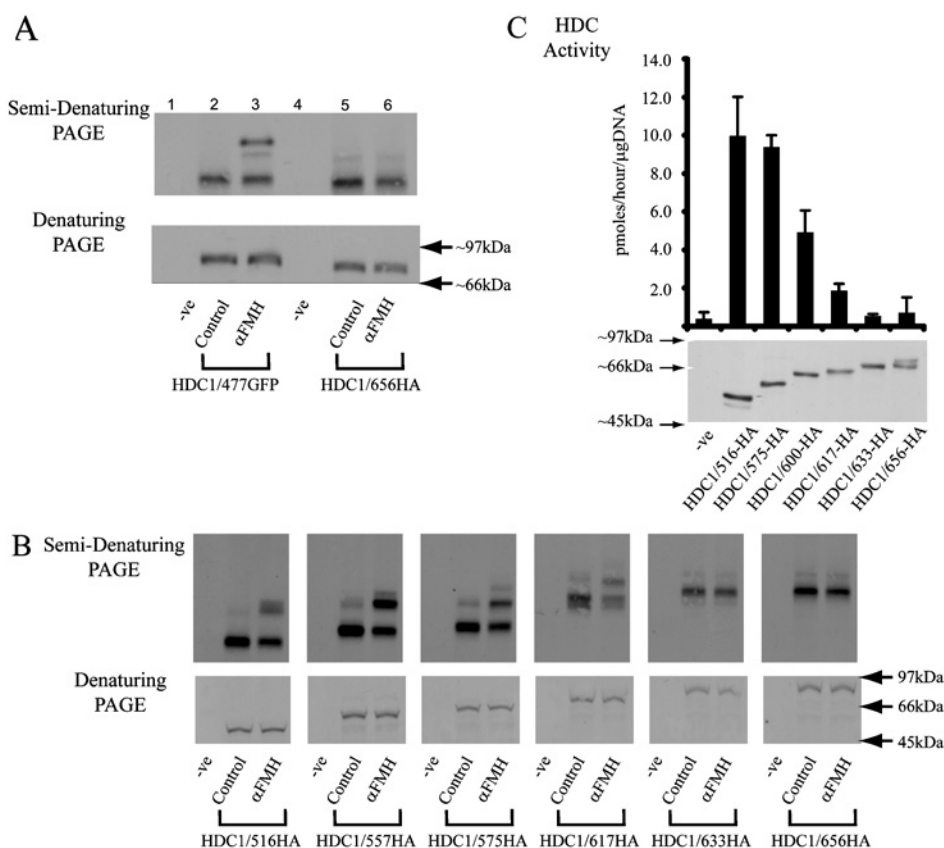 A
Semi-Denaturing
PAGE
1 2 3 4 5 6
Denaturing
PAGE
~97kDa
~66kDa
-ve Control αFMH -ve Control αFMH
HDC1/477GFP HDC1/656HA
C HDC
Activity
pmoles/hour/µgDNA
14.0
12.0
10.0
8.0
6.0
4.0
2.0
~97kDa
~66kDa
~45kDa
-ve
HDC1/516-HA
HDC1/575-HA
HDC1/600-HA
HDC1/617-HA
HDC1/633-HA
HDC1/656-HA
B
Semi-Denaturing
PAGE
Denaturing
PAGE
97kDa
66kDa
45kDa
-ve Control αFMH -ve Control αFMH -ve Control αFMH -ve Control αFMH -ve Control αFMH -ve Control αFMH
HDC1/516HA HDC1/557HA HDC1/575HA HDC1/617HA HDC1/633HA HDC1/656HA